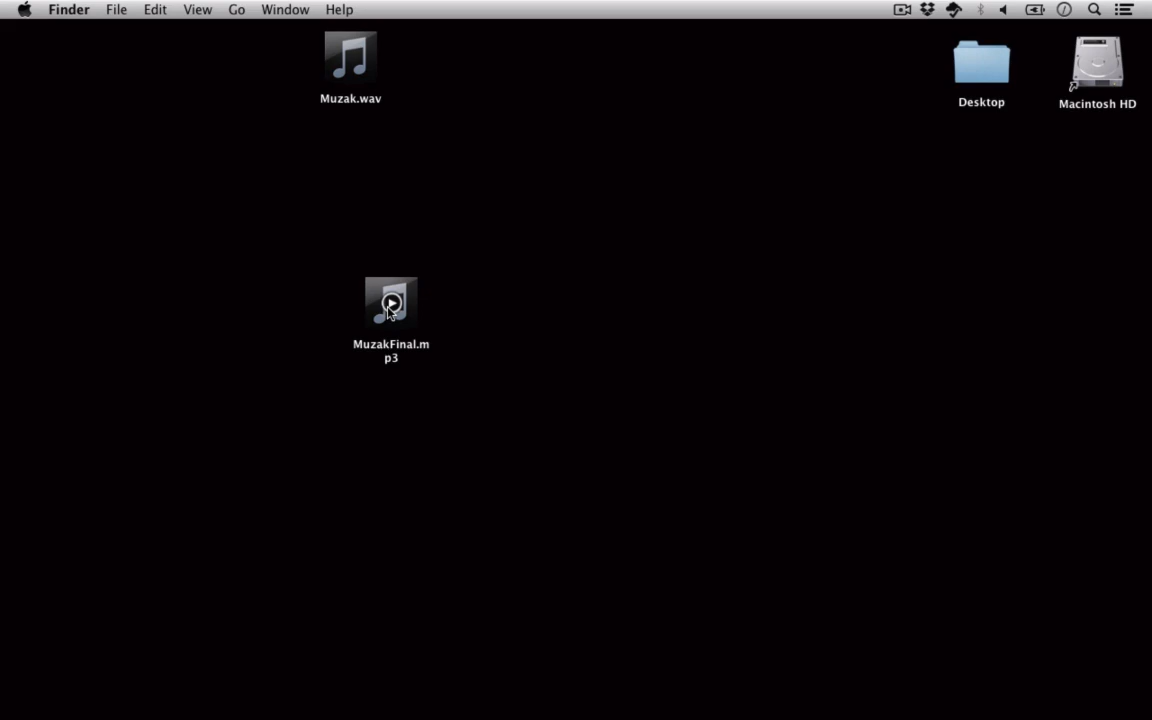 Finder File Edit View Go Window Help
Muzak.wav
Desktop
Macintosh HD
MuzakFinal.m
p3